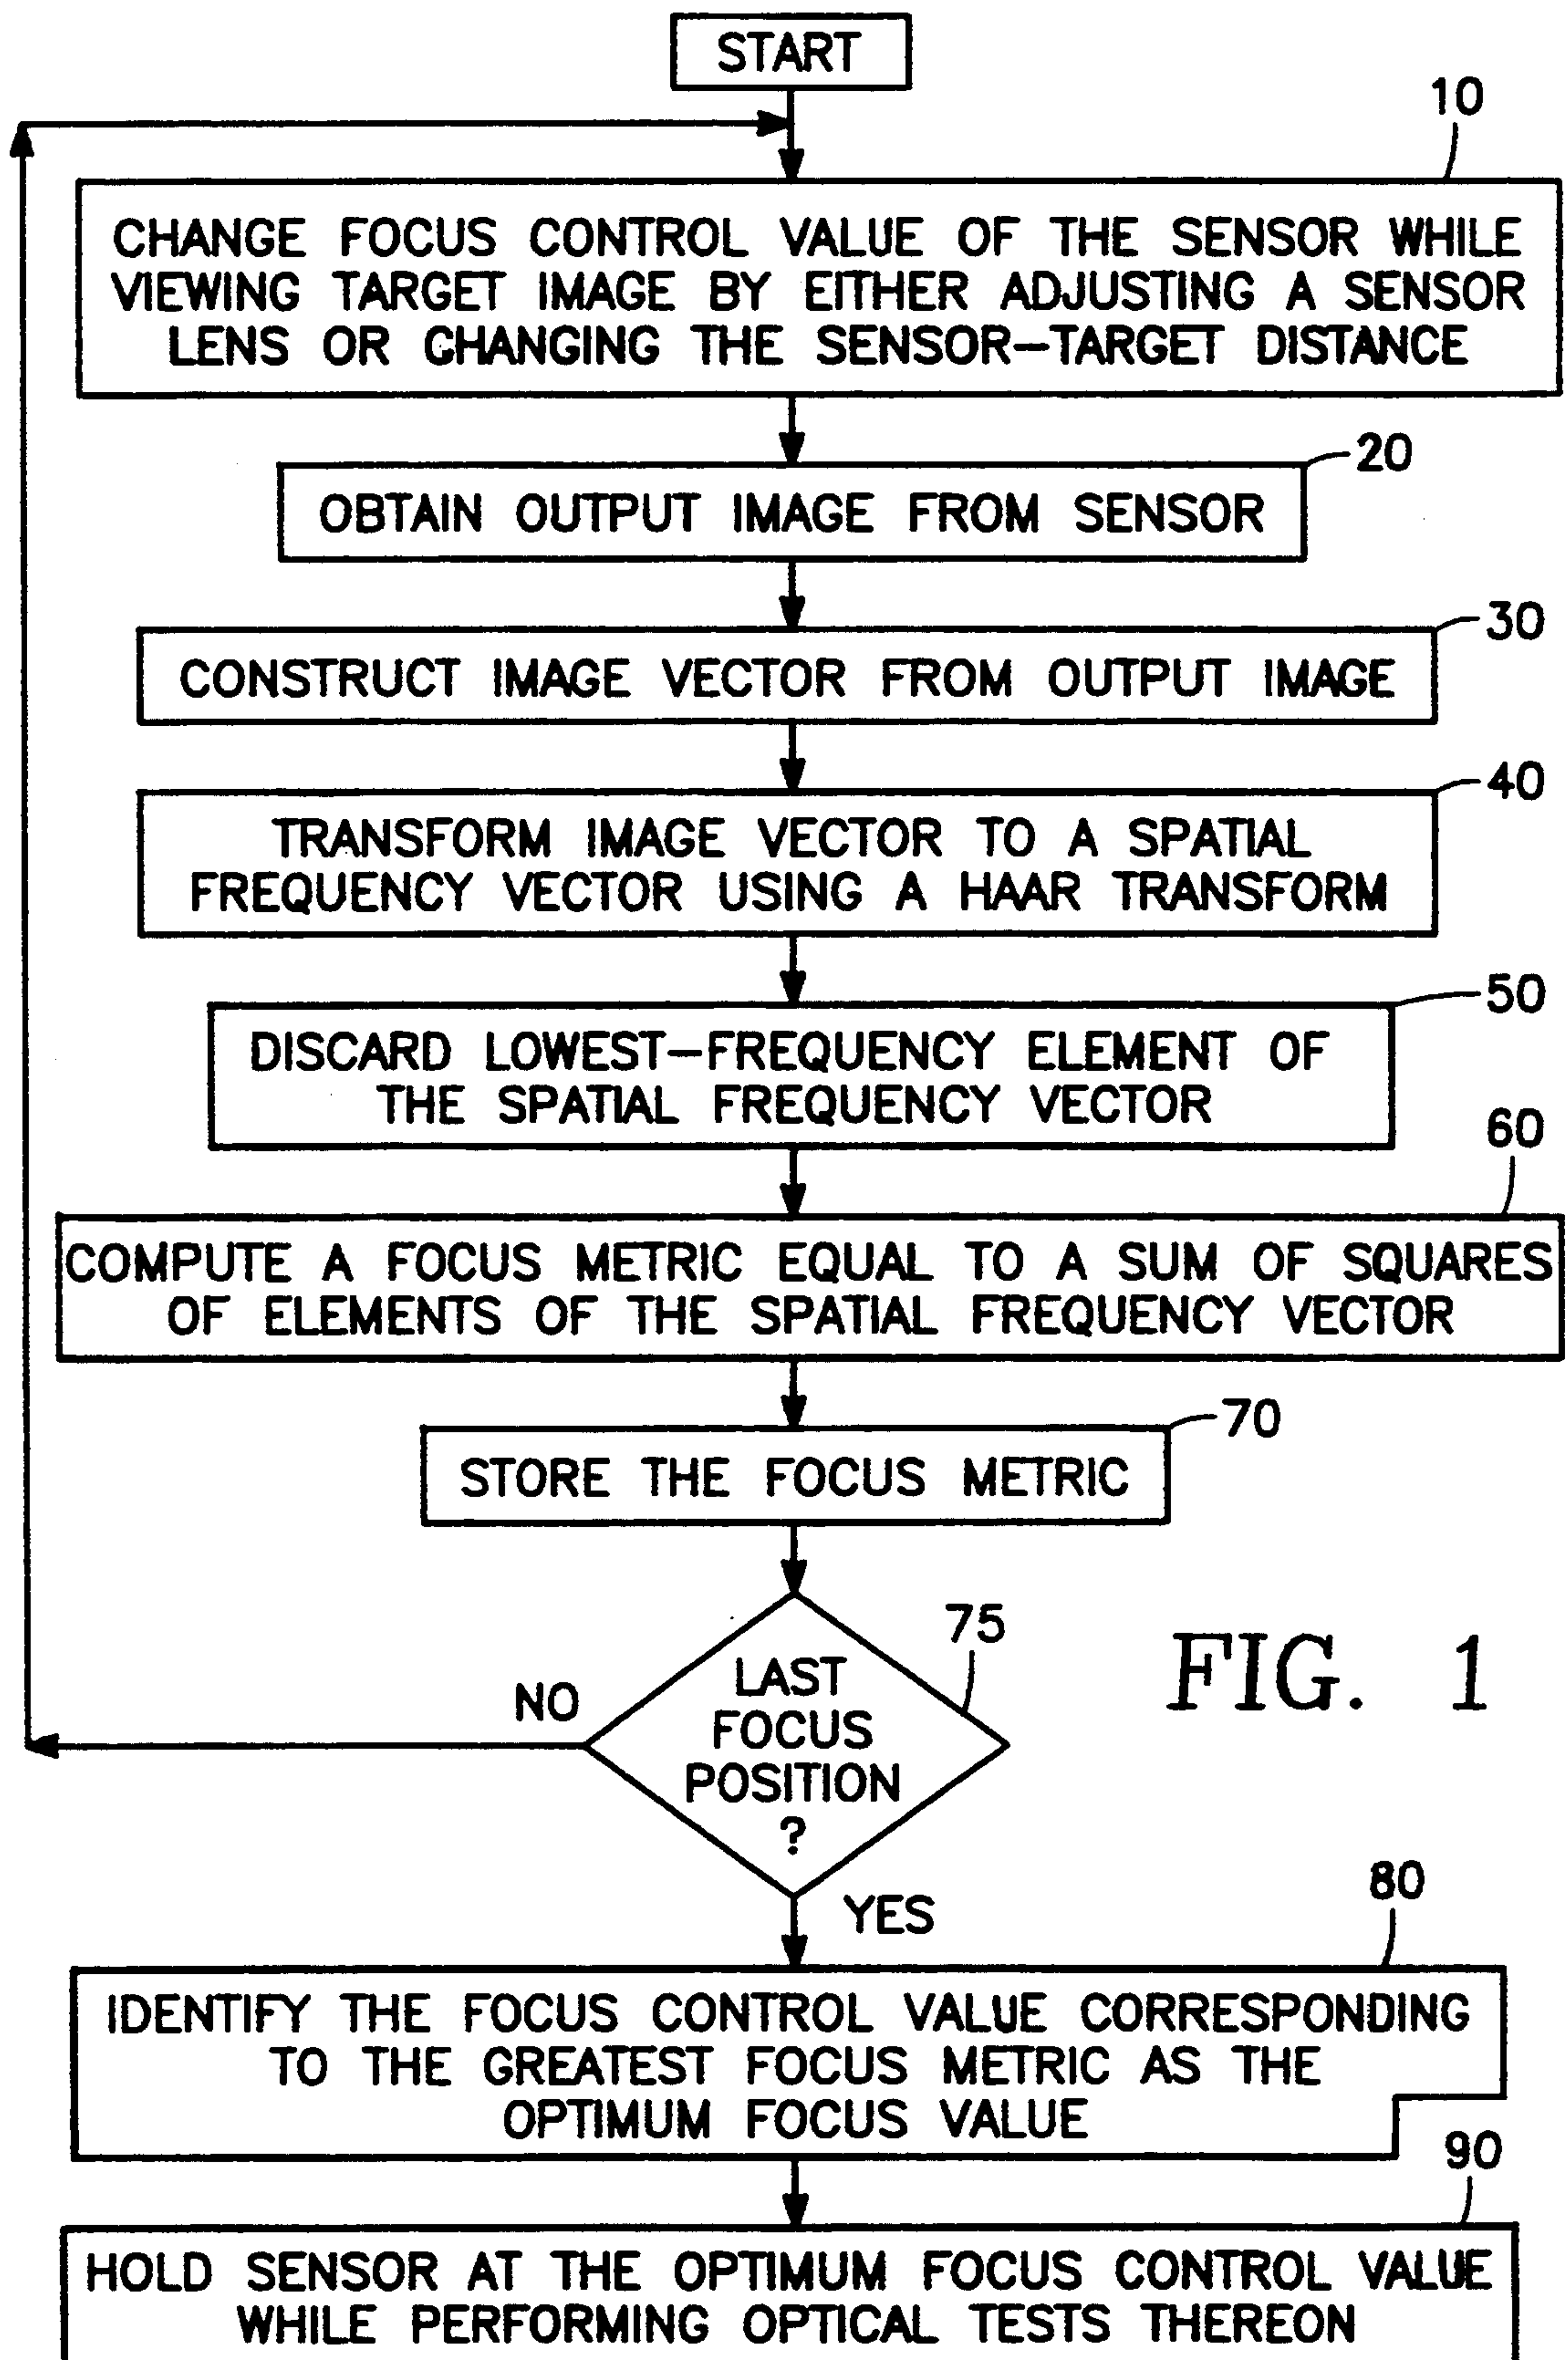 START
10
CHANGE FOCUS CONTROL VALUE OF THE SENSOR WHILE
VIEWING TARGET IMAGE BY EITHER ADJUSTING A SENSOR
LENS OR CHANGING THE SENSOR-TARGET DISTANCE
20
OBTAIN OUTPUT IMAGE FROM SENSOR
30
CONSTRUCT IMAGE VECTOR FROM OUTPUT IMAGE
40
TRANSFORM IMAGE VECTOR TO A SPATIAL
FREQUENCY VECTOR USING A HAAR TRANSFORM
50
DISCARD LOWEST-FREQUENCY ELEMENT OF
THE SPATIAL FREQUENCY VECTOR
60
COMPUTE A FOCUS METRIC EQUAL TO A SUM OF SQUARES
OF ELEMENTS OF THE SPATIAL FREQUENCY VECTOR
70
STORE THE FOCUS METRIC
75
LAST
FOCUS
POSITION
?
NO
FIG. 1
YES
80
IDENTIFY THE FOCUS CONTROL VALUE CORRESPONDING
TO THE GREATEST FOCUS METRIC AS THE
OPTIMUM FOCUS VALUE
90
HOLD SENSOR AT THE OPTIMUM FOCUS CONTROL VALUE
WHILE PERFORMING OPTICAL TESTS THEREON